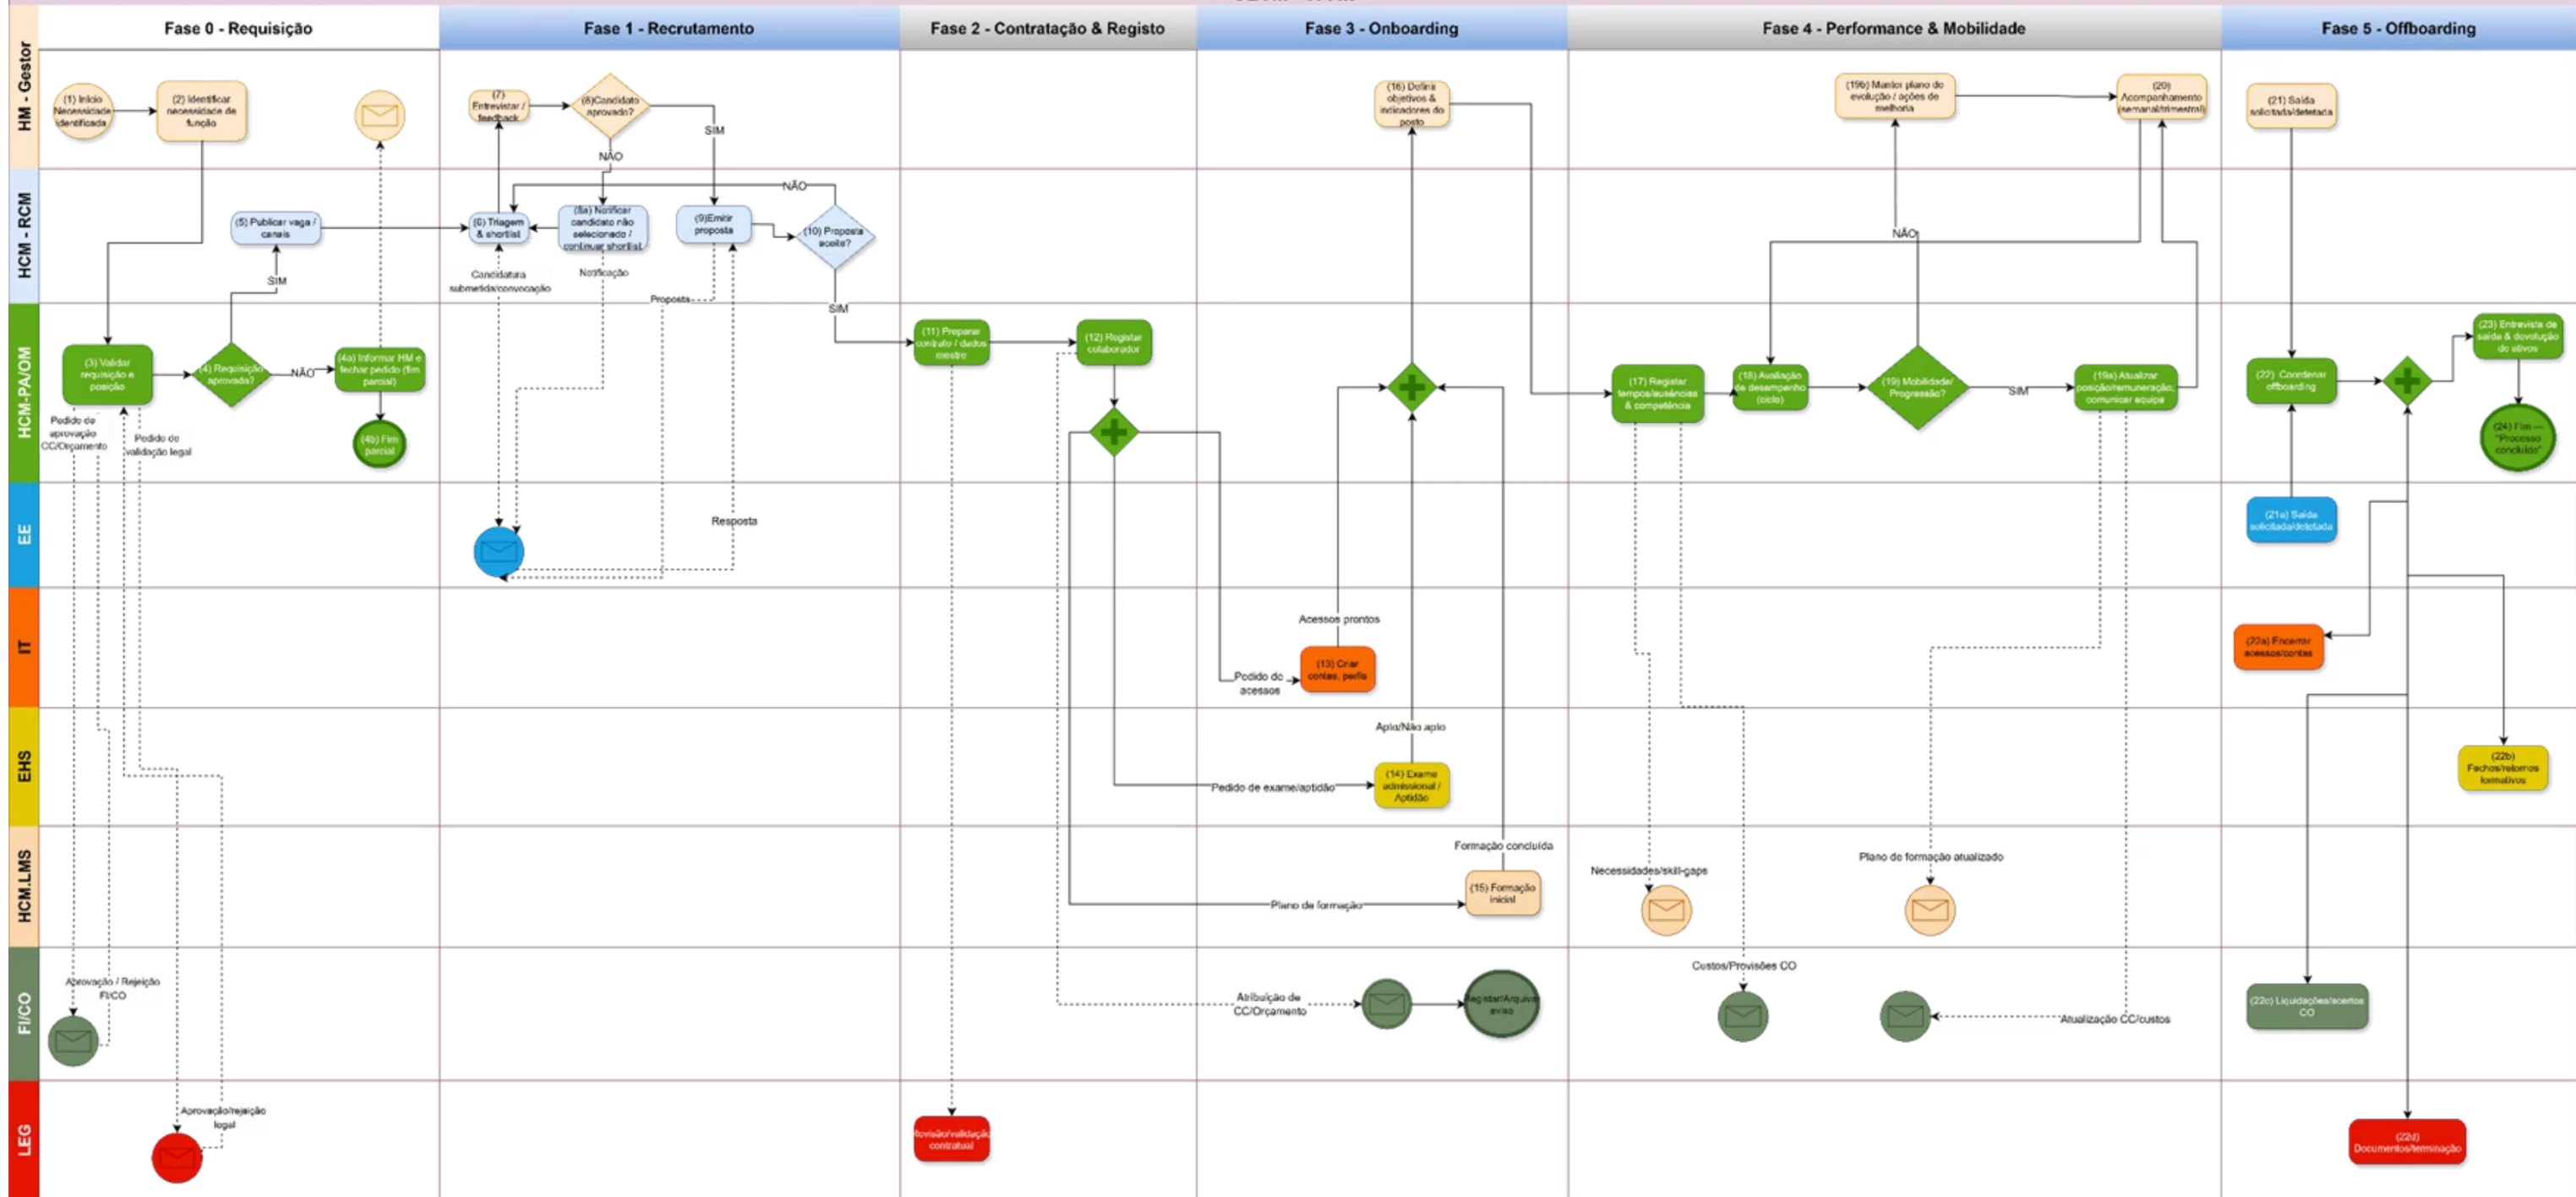 Fase 0 - Requisição
Fase 1 - Recrutamento
Fase 2 - Contratação & Registo
Fase 3 - Onboarding
Fase 4 - Performance & Mobilidade
Fase 5 - Offboarding
HM - Gestor
(1) Início
Necessidade
identificada
(2) Identificar
necessidade de
função
(7)
Entrevistar /
feedback
(8)Candidato
aprovado?
SIM
NÃO
(16) Definir
objetivos &
indicadores do
posto
(19b) Manter plano de
evolução / ações de
melhoria
(20)
Acompanhamento
(semanal/trimestral)
(21) Saída
solicitada/detetada
HCM - RCM
(5) Publicar vaga /
canais
SIM
(6) Triagem
& shortlist
(8a) Notificar
candidato não
selecionado /
continuar shortlist
(9)Emitir
proposta
(10) Proposta
aceite?
NÃO
Candidatura
submetida/convocação
Notificação
Proposta
SIM
NÃO
HCM-PA/OM
(3) Validar
requisição e
posição
(4) Requisição
aprovada?
NÃO
(4a) Informar HM e
fechar pedido (fim
parcial)
(4b) Fim
parcial
Pedido de
aprovação
CC/Orçamento
Pedido de
validação legal
(11) Preparar
contrato / dados
mestre
(12) Registar
colaborador
(17) Registar
tempos/ausências
& competência
(18) Avaliação
de desempenho
(ciclo)
(19) Mobilidade/
Progressão?
SIM
(19a) Atualizar
posição/remuneração;
comunicar equipa
(22) Coordenar
offboarding
(23) Entrevista de
saída & devolução
de ativos
(24) Fim —
"Processo
concluído"
EE
Resposta
(21a) Saída
solicitada/detetada
IT
Acessos prontos
(13) Criar
contas, perfis
Pedido de
acessos
(22a) Encerrar
acessos/contas
EHS
Apto/Não apto
(14) Exame
admissional /
Aptidão
Pedido de exame/aptidão
(22b)
Fechos/retornos
formativos
HCM.LMS
Formação concluída
(15) Formação
inicial
Plano de formação
Necessidades/skill-gaps
Plano de formação atualizado
FI/CO
Aprovação / Rejeição
FI/CO
Atribuição de
CC/Orçamento
Registar/Arquivar
aviso
Custos/Provisões CO
Atualização CC/custos
(22c) Liquidações/acertos
CO
LEG
Aprovação/rejeição
legal
Revisão/validação
contratual
(22d)
Documentos/terminação